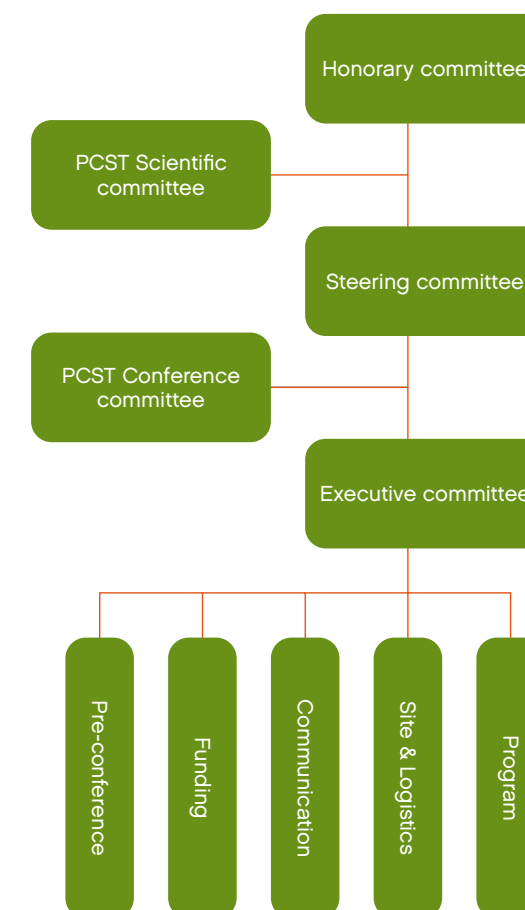 Honorary committee
PCST Scientific
committee
Steering committee
PCST Conference
committee
Executive committee
Pre-conference
Funding
Communication
Site & Logistics
Program